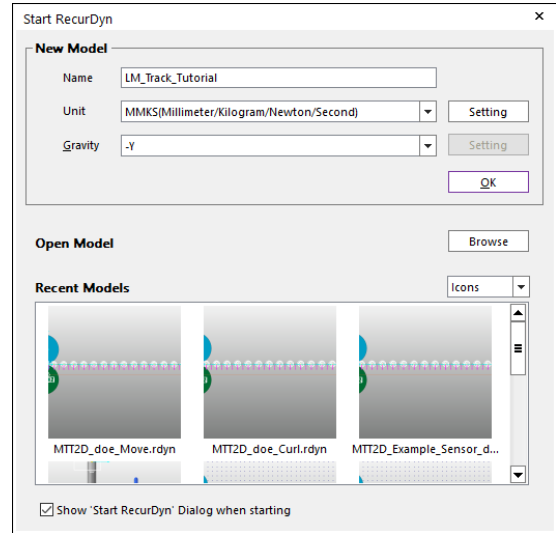 Start RecurDyn
New Model
Name LM_Track_Tutorial
Unit MMKS(Millimeter/Kilogram/Newton/Second) Setting
Gravity -Y Setting
OK
Open Model Browse
Recent Models Icons
MTT2D_doe_Move.rdyn MTT2D_doe_Curl.rdyn MTT2D_Example_Sensor_d...
Show 'Start RecurDyn' Dialog when starting